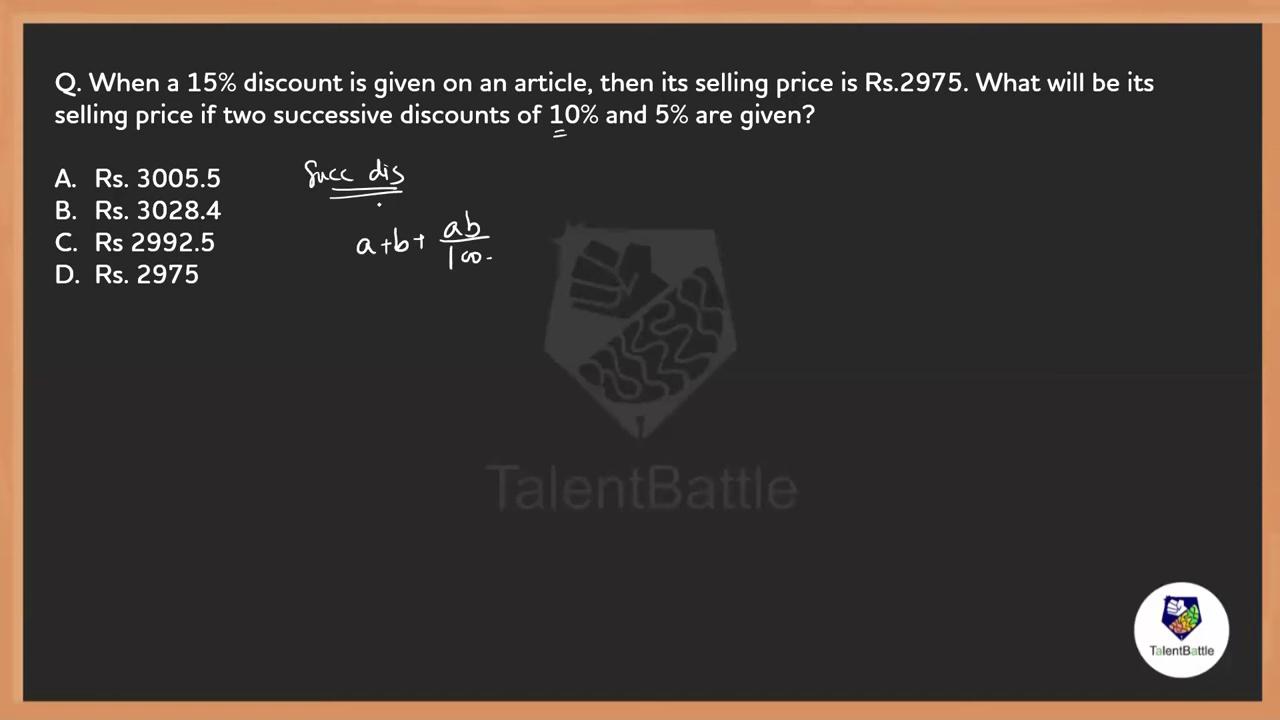 Q. When a 15% discount is given on an article, then its selling price is Rs.2975. What will be its
selling price if two successive discounts of 10% and 5% are given?
A. Rs. 3005.5
B. Rs. 3028.4
C. Rs 2992.5
D. Rs. 2975
Succ dis
a+b+ ab/100
TalentBattle
TalentBattle